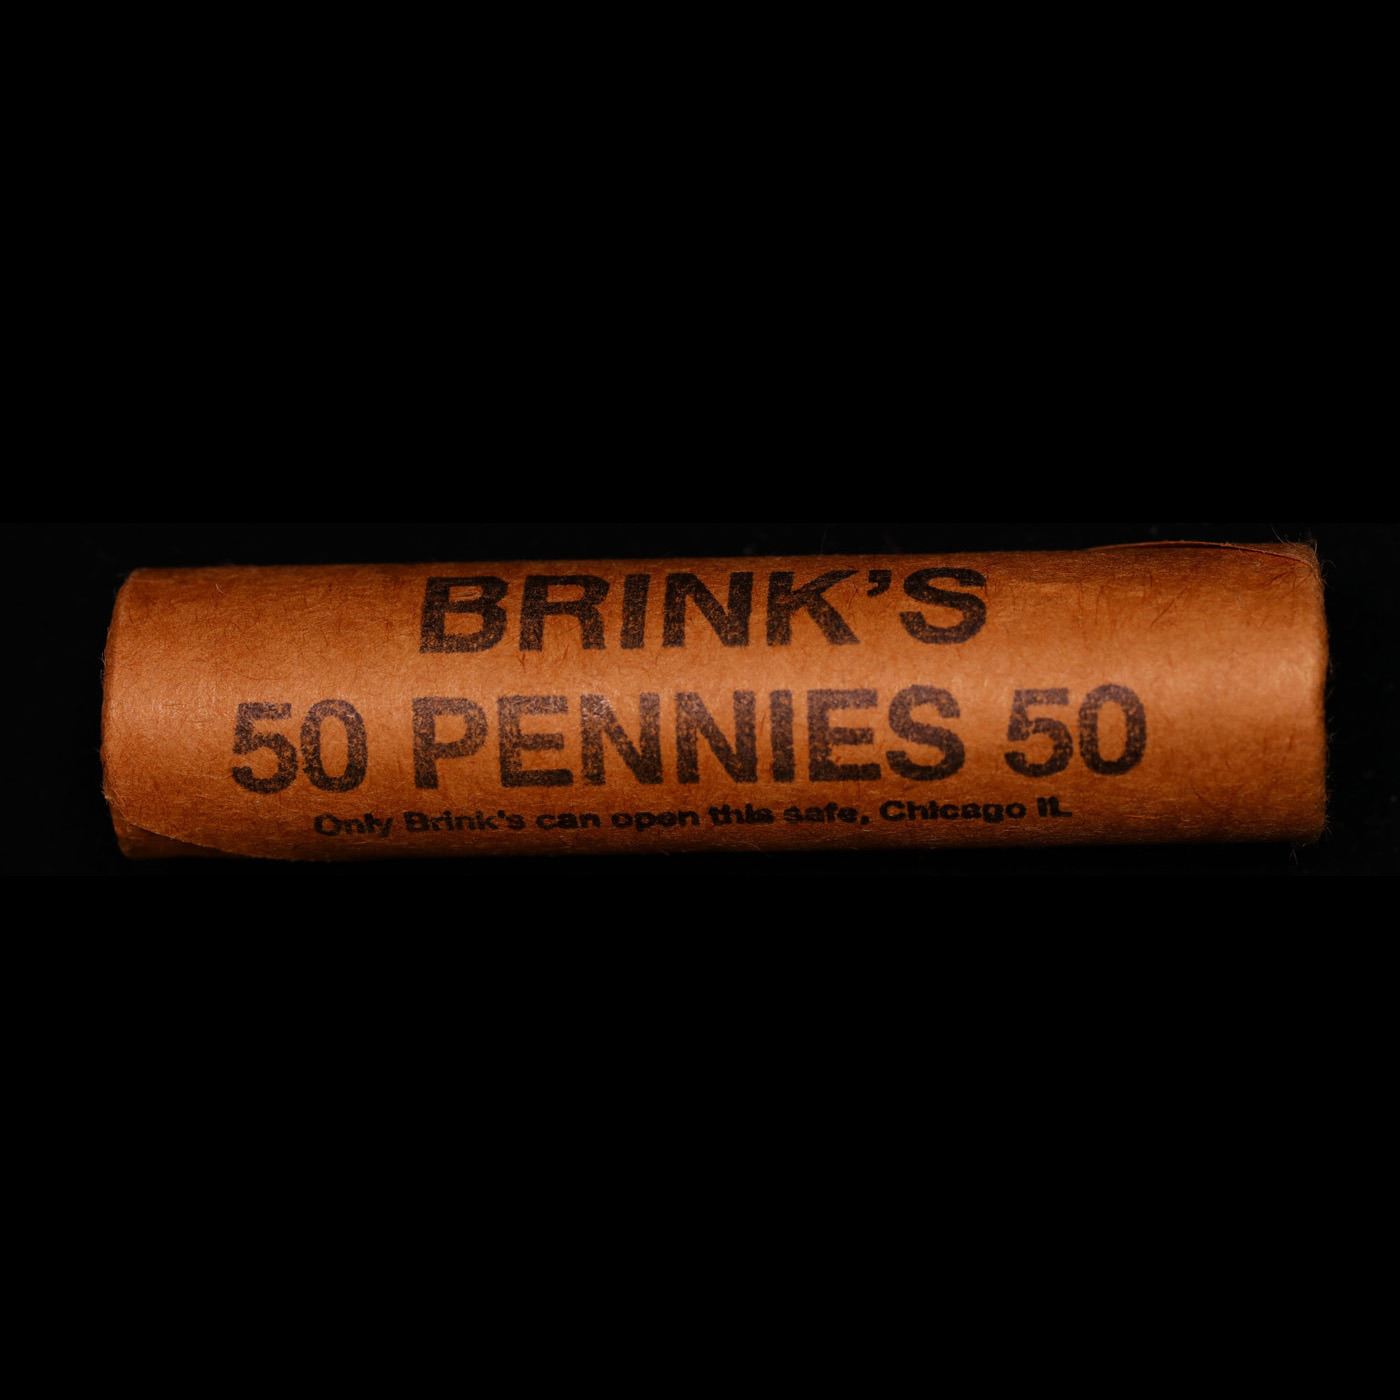 BRINK'S
50 PENNIES 50
Only Brink's can open this safe, Chicago IL